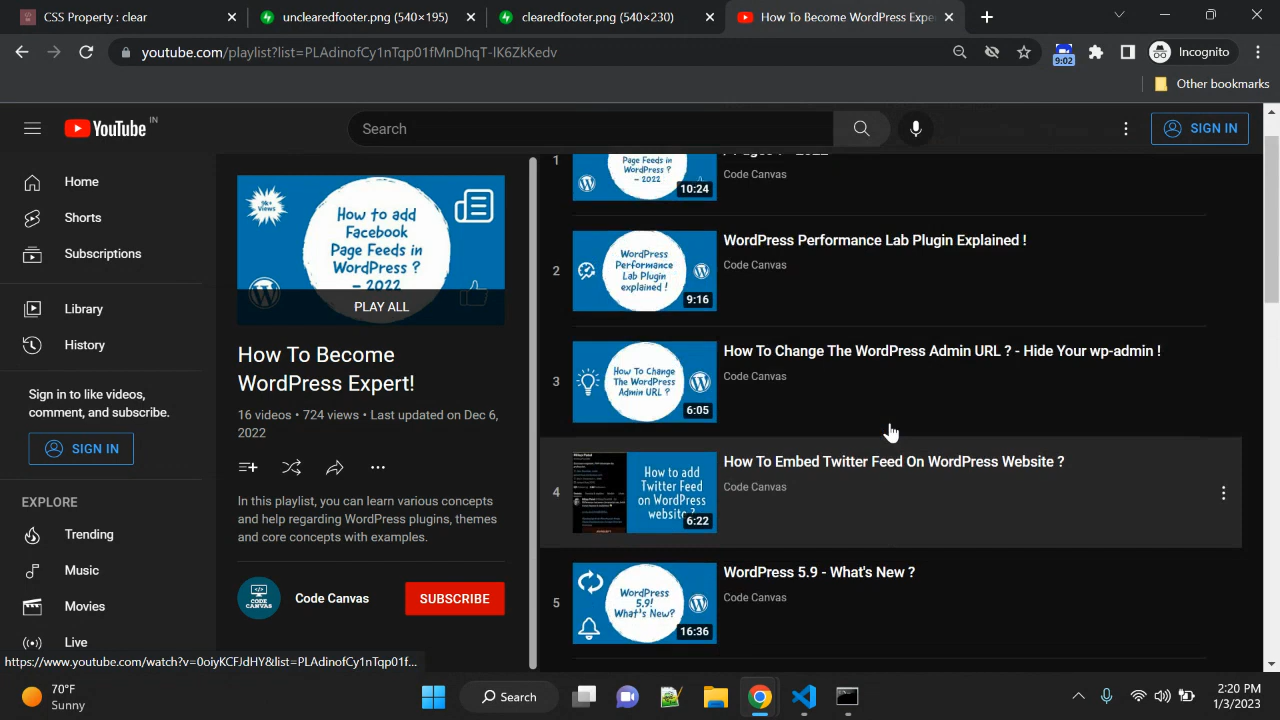 CSS Property : clear
unclearedfooter.png (540×195)
clearedfooter.png (540×230)
How To Become WordPress Expe
youtube.com/playlist?list=PLAdinofCy1nTqp01fMnDhqT-lK6ZkKedv
9:02
Incognito
Other bookmarks
YouTube IN
Search
SIGN IN
Home
Shorts
Subscriptions
Library
History
Sign in to like videos,
comment, and subscribe.
SIGN IN
EXPLORE
Trending
Music
Movies
Live
9k+
Views
How to add
Facebook
Page Feeds in
WordPress ?
- 2022
PLAY ALL
How To Become
WordPress Expert!
16 videos • 724 views • Last updated on Dec 6,
2022
In this playlist, you can learn various concepts
and help regarding WordPress plugins, themes
and core concepts with examples.
CODE
CANVAS
Code Canvas
SUBSCRIBE
1
Page Feeds in
WordPress ?
- 2022
10:24
Code Canvas
2
WordPress
Performance
Lab Plugin
explained !
9:16
WordPress Performance Lab Plugin Explained !
Code Canvas
3
How To Change
The WordPress
Admin URL ?
6:05
How To Change The WordPress Admin URL ? - Hide Your wp-admin !
Code Canvas
4
How to add
Twitter Feed
on WordPress
website ?
6:22
How To Embed Twitter Feed On WordPress Website ?
Code Canvas
5
WordPress
5.9!
What's New?
16:36
WordPress 5.9 - What's New ?
Code Canvas
https://www.youtube.com/watch?v=0oiyKCFJdHY&list=PLAdinofCy1nTqp01f...
70°F
Sunny
Search
2:20 PM
1/3/2023